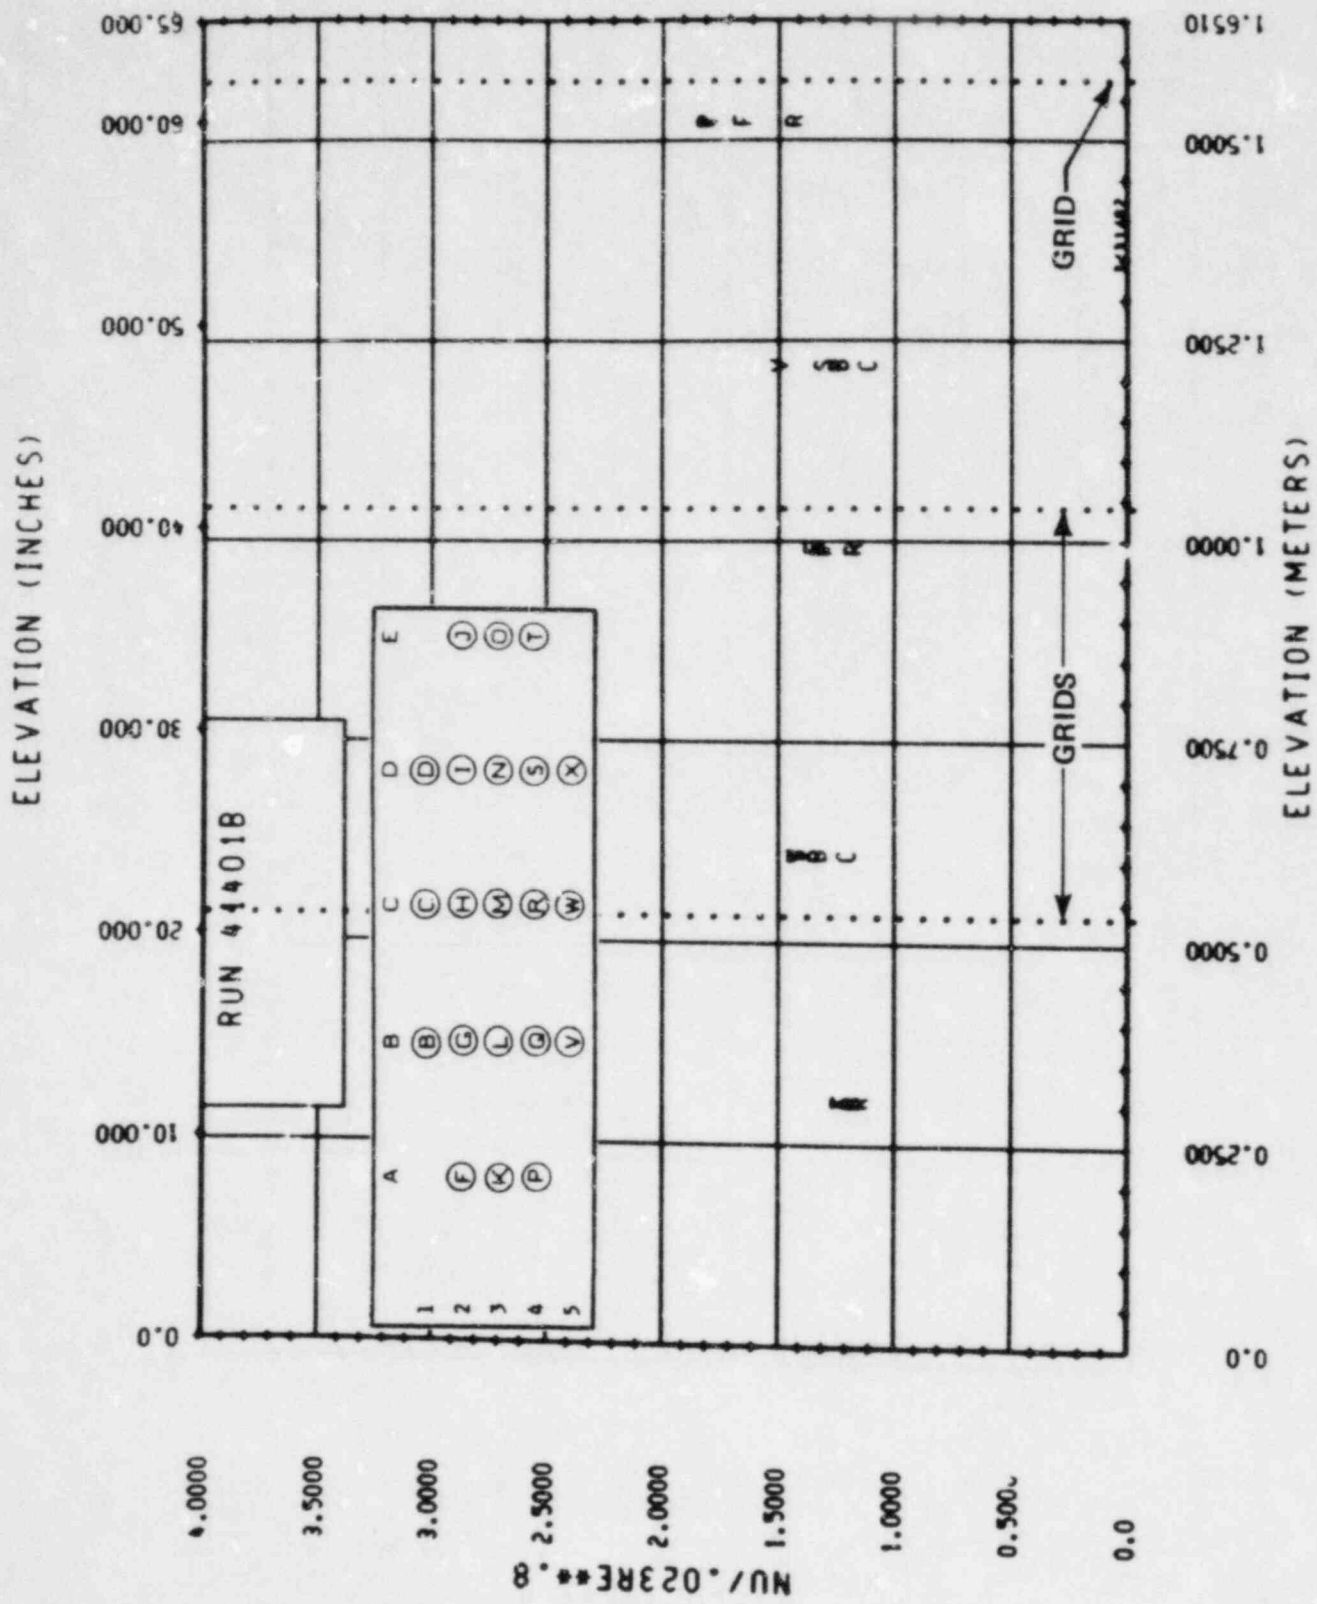 ELEVATION (INCHES)
0.0
10.000
20.000
30.000
40.000
50.000
60.000
65.000
RUN 41401B
A B C D E
1 B C D
2 F G H I J
3 K L M N O
4 P Q R S T
5 V W X
4.0000
3.5000
3.0000
2.5000
2.0000
1.5000
1.0000
0.0
NU/.023RE**.8
B C
R
V S B C
F R
GRIDS
GRID
0.0
0.2500
0.5000
0.7500
1.0000
1.2500
1.5000
1.6510
ELEVATION (METERS)